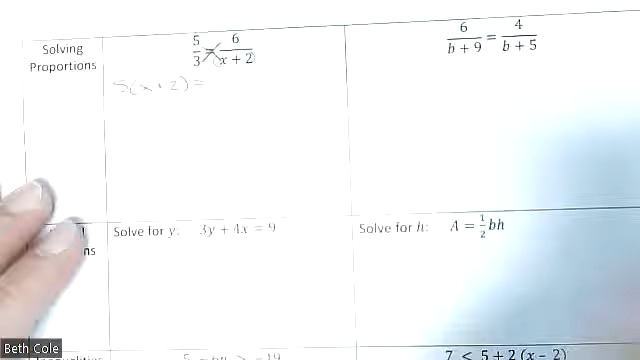 Solving
Proportions
5/3 = 6/(x + 2)
5(x + 2) =
6/(b + 9) = 4/(b + 5)
Solve for y: 3y + 4x = 9
Solve for h: A = 1/2 bh
7 < 5 + 2(x − 2)
Beth Cole